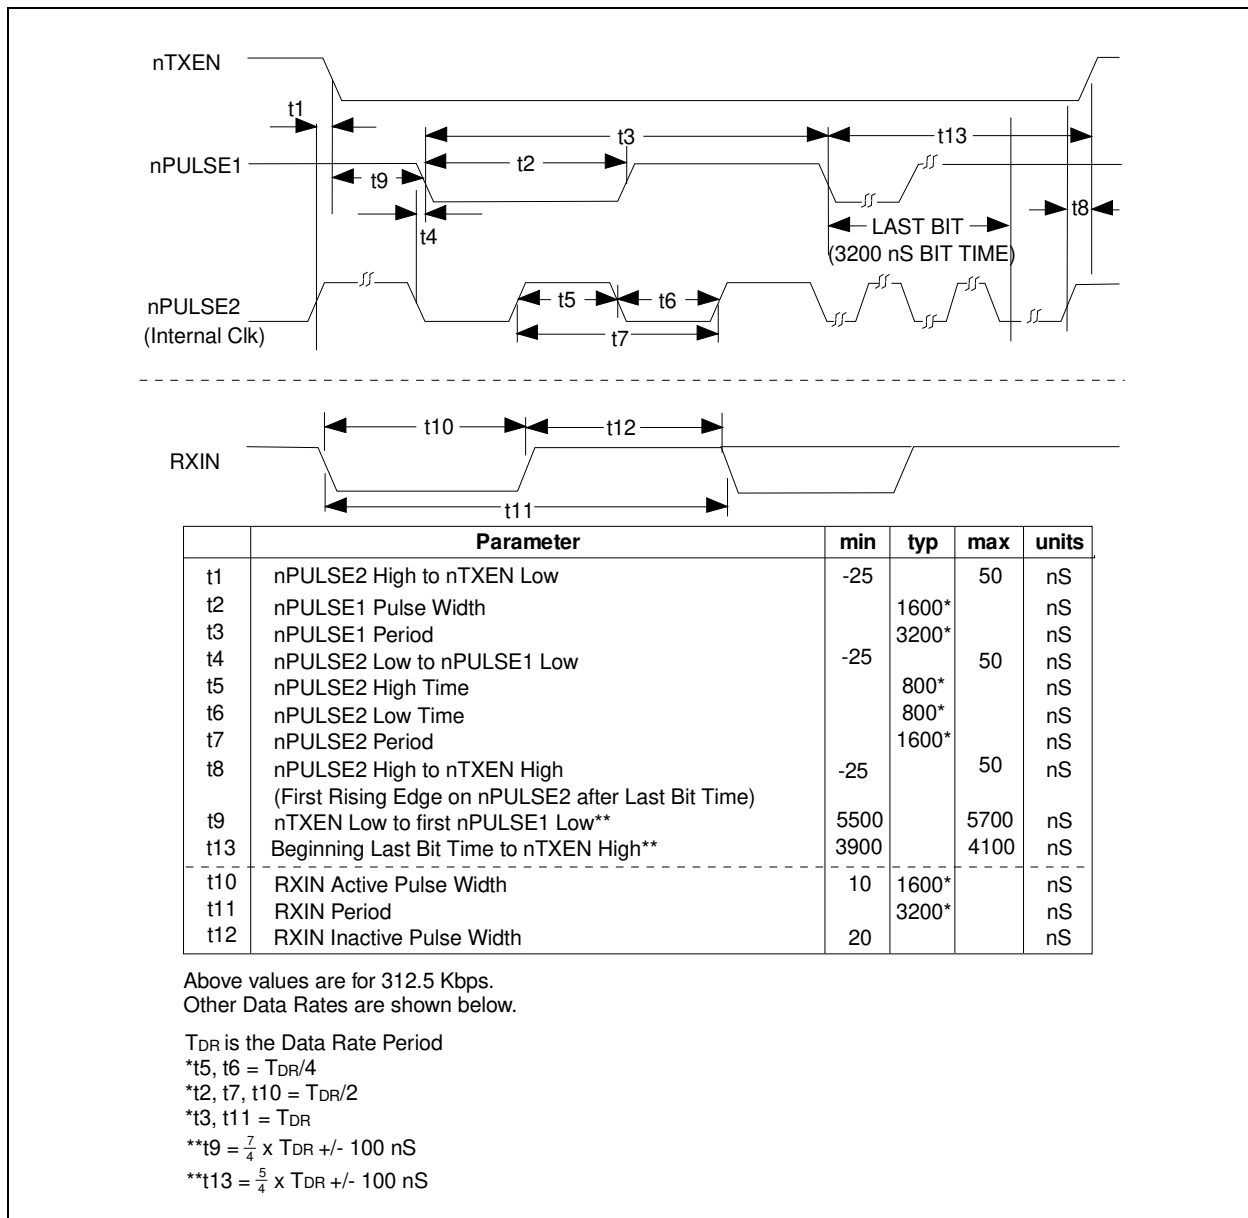 nTXEN
t1
t3
t13
nPULSE1
t2
t9
t4
t8
LAST BIT
(3200 nS BIT TIME)
nPULSE2
(Internal Clk)
t5
t6
t7
RXIN
t10
t12
t11
Parameter min typ max units
t1 nPULSE2 High to nTXEN Low -25 50 nS
t2 nPULSE1 Pulse Width 1600* nS
t3 nPULSE1 Period 3200* nS
t4 nPULSE2 Low to nPULSE1 Low -25 50 nS
t5 nPULSE2 High Time 800* nS
t6 nPULSE2 Low Time 800* nS
t7 nPULSE2 Period 1600* nS
t8 nPULSE2 High to nTXEN High -25 50 nS
(First Rising Edge on nPULSE2 after Last Bit Time)
t9 nTXEN Low to first nPULSE1 Low** 5500 5700 nS
t13 Beginning Last Bit Time to nTXEN High** 3900 4100 nS
t10 RXIN Active Pulse Width 10 1600* nS
t11 RXIN Period 3200* nS
t12 RXIN Inactive Pulse Width 20 nS
Above values are for 312.5 Kbps.
Other Data Rates are shown below.
TDR is the Data Rate Period
*t5, t6 = TDR/4
*t2, t7, t10 = TDR/2
*t3, t11 = TDR
**t9 = 7/4 x TDR +/- 100 nS
**t13 = 5/4 x TDR +/- 100 nS